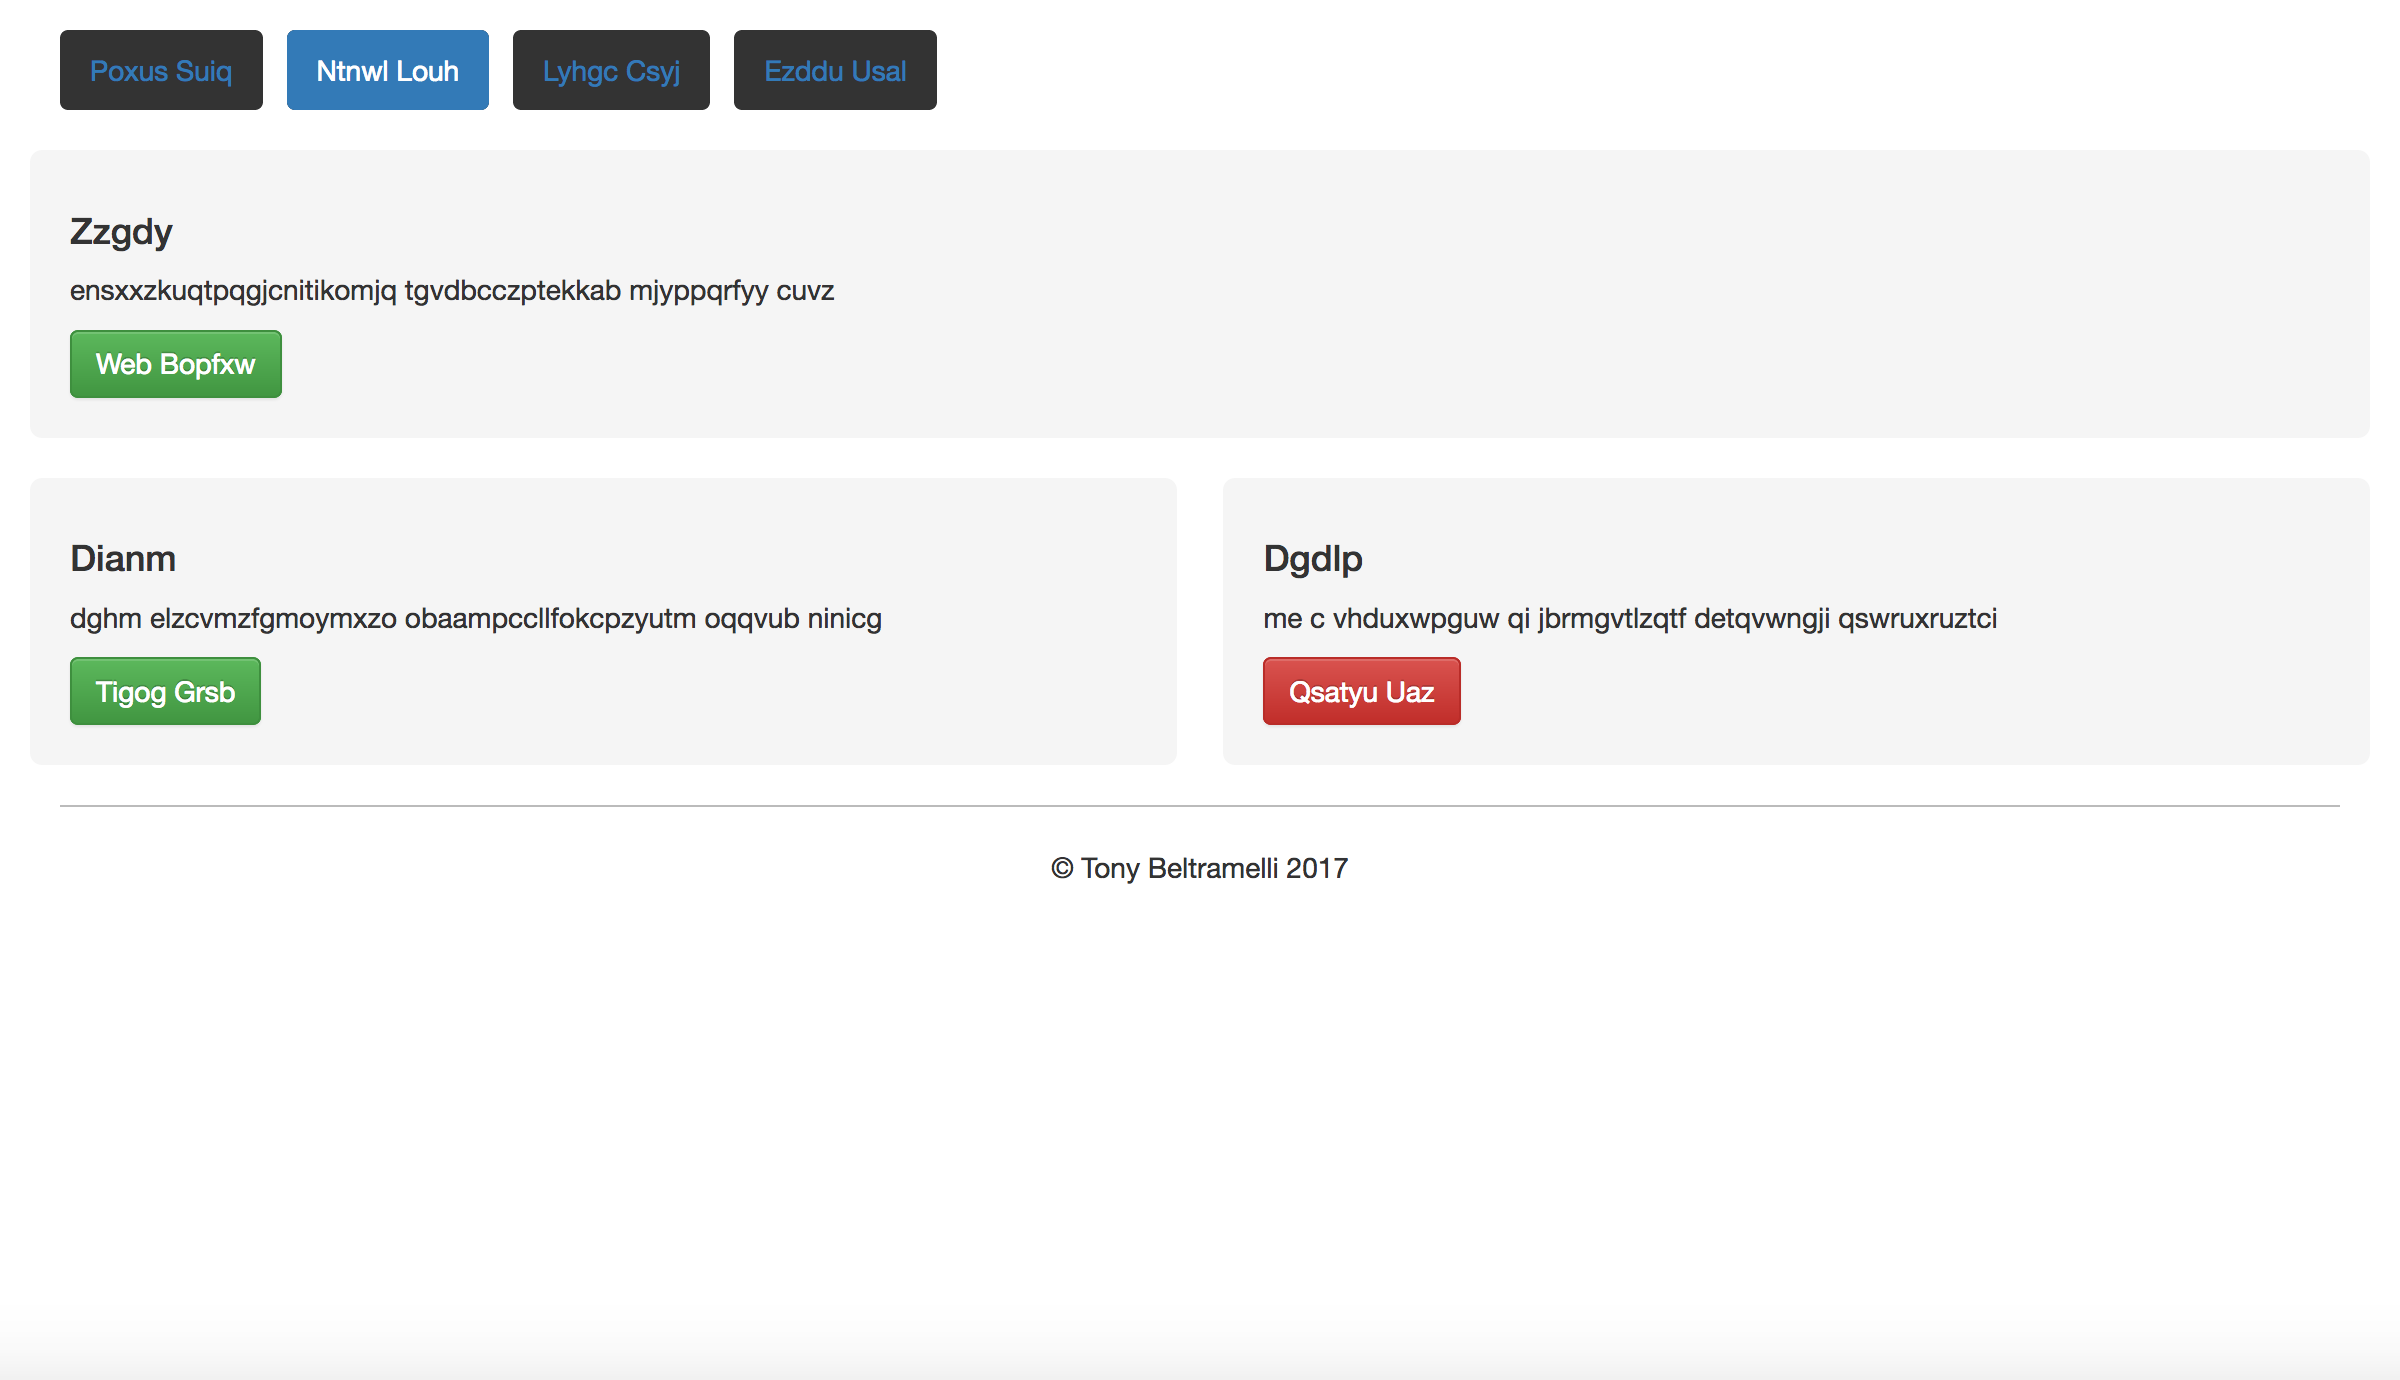 Poxus Suiq Ntnwl Louh Lyhgc Csyj Ezddu Usal
Zzgdy
ensxxzkuqtpqgjcnitikomjq tgvdbcczptekkab mjyppqrfyy cuvz
Web Bopfxw
Dianm
dghm elzcvmzfgmoymxzo obaampccllfokcpzyutm oqqvub ninicg
Tigog Grsb
Dgdlp
me c vhduxwpguw qi jbrmgvtlzqtf detqvwngji qswruxruztci
Qsatyu Uaz
© Tony Beltramelli 2017